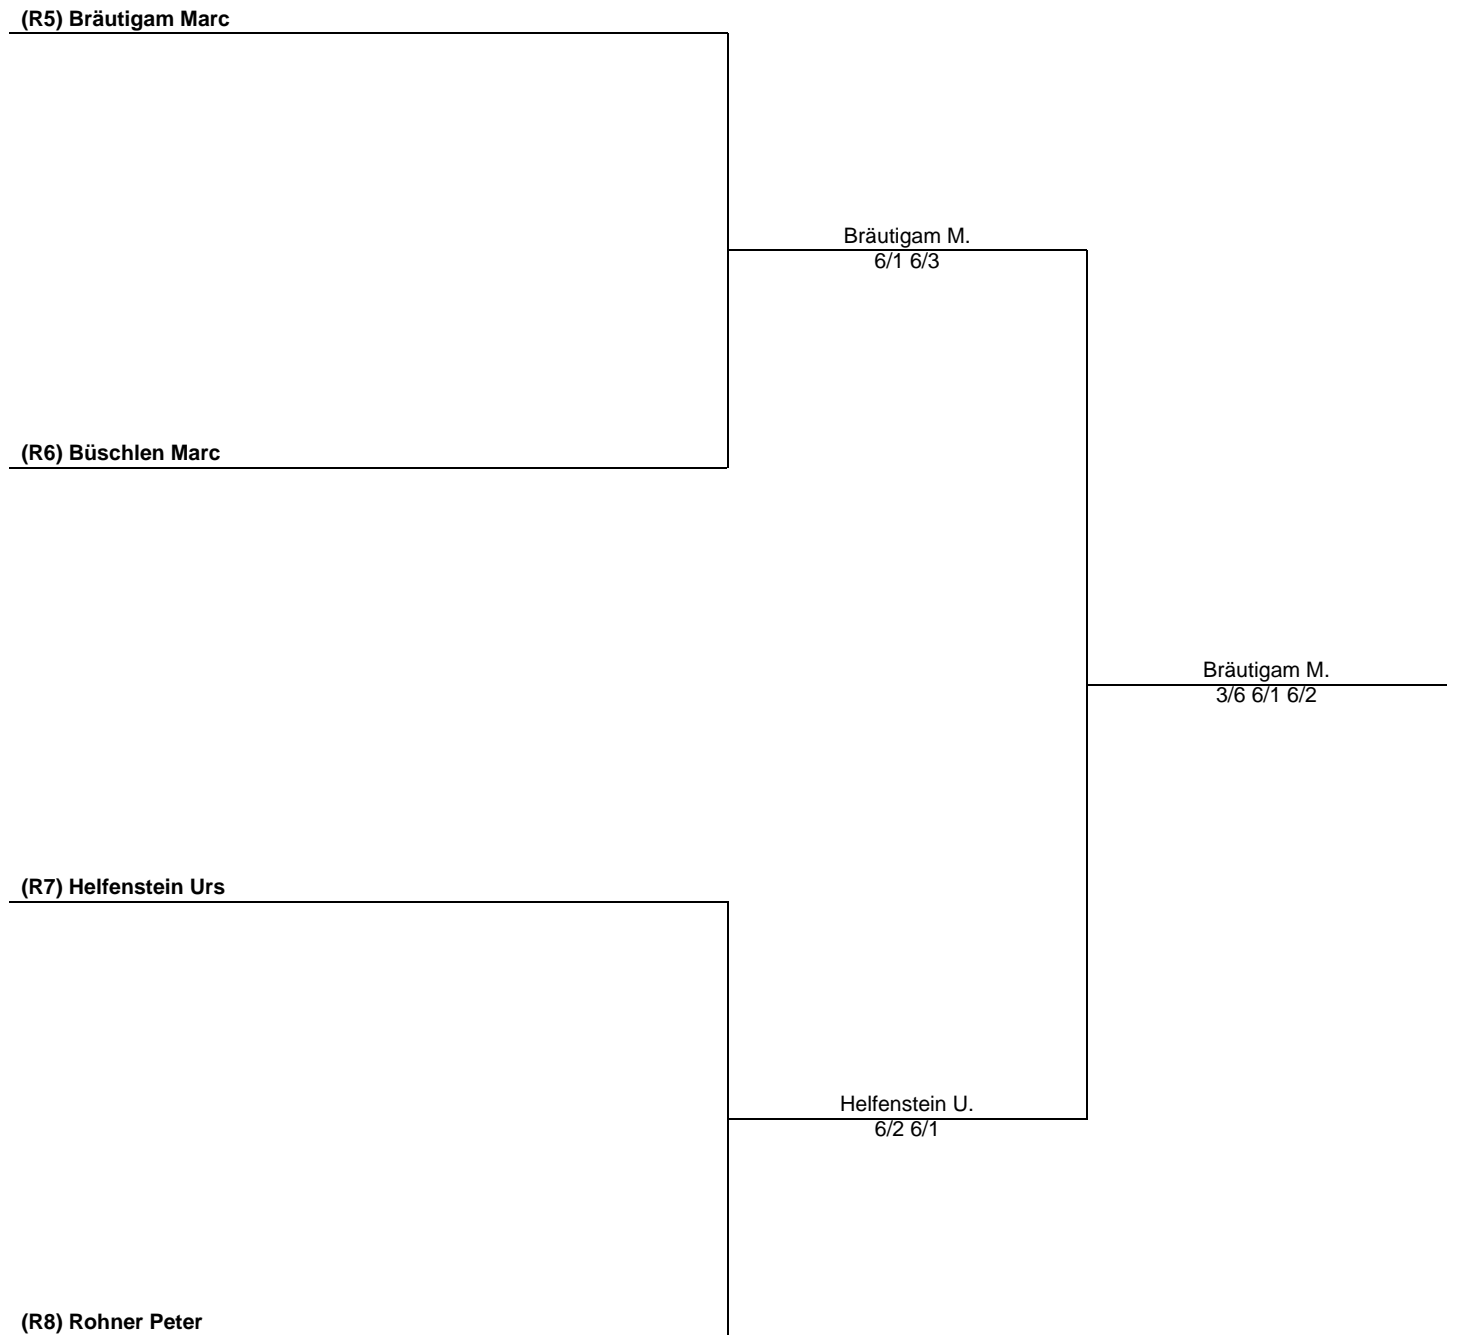 (R5) Bräutigam Marc
Bräutigam M.
6/1 6/3
(R6) Büschlen Marc
Bräutigam M.
3/6 6/1 6/2
(R7) Helfenstein Urs
Helfenstein U.
6/2 6/1
(R8) Rohner Peter